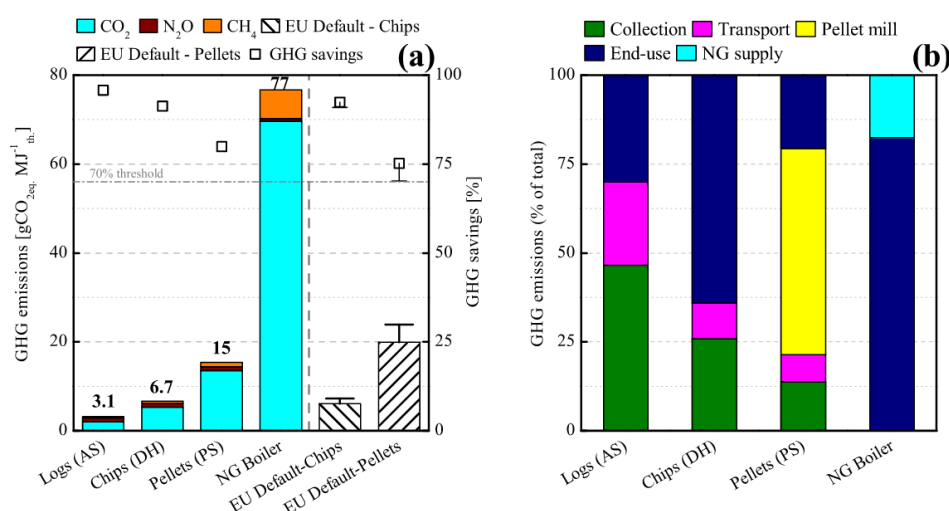 CO2 N2O CH4 EU Default - Chips
EU Default - Pellets GHG savings
(a)
80
60
40
20
0
GHG emissions [gCO2eq. MJ-1th.]
100
75
50
25
0
GHG savings [%]
70% threshold
3.1
6.7
15
77
Logs (AS)
Chips (DH)
Pellets (PS)
NG Boiler
EU Default-Chips
EU Default-Pellets
Collection Transport Pellet mill
End-use NG supply
(b)
100
75
50
25
0
GHG emissions (% of total)
Logs (AS)
Chips (DH)
Pellets (PS)
NG Boiler